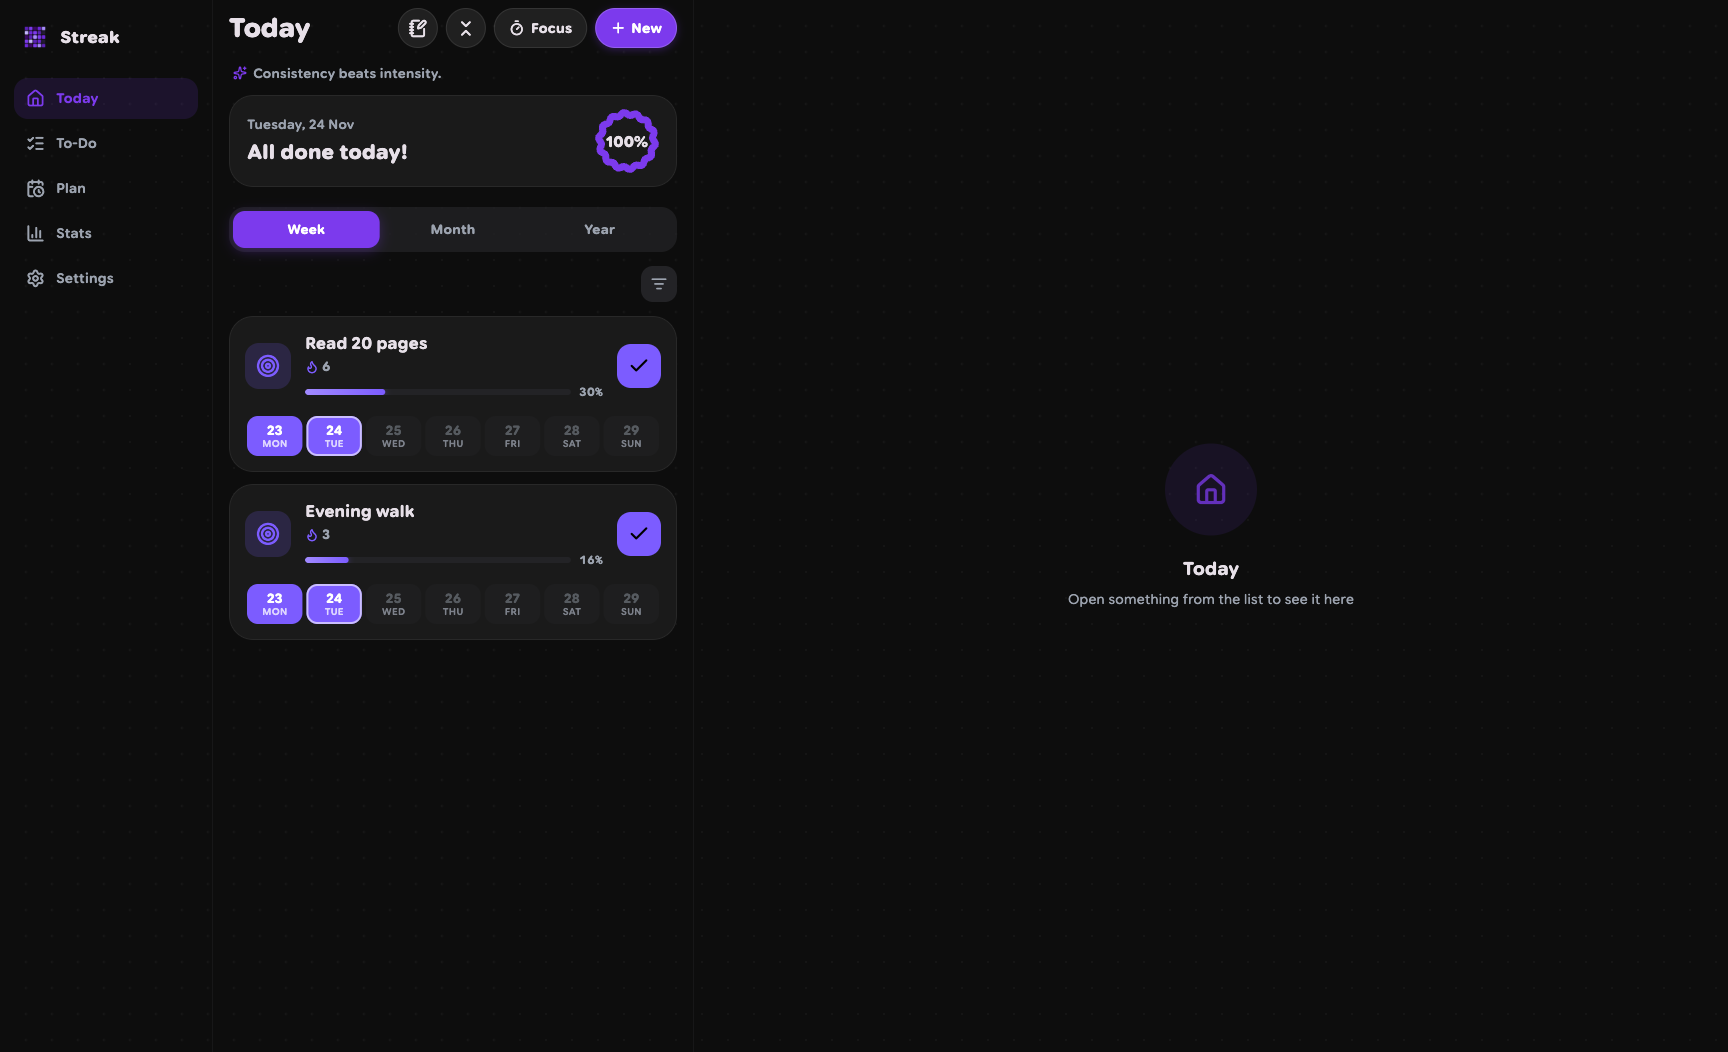 Streak
Today
To-Do
Plan
Stats
Settings
Today
Focus
New
Consistency beats intensity.
Tuesday, 24 Nov
All done today!
100%
Week
Month
Year
Read 20 pages
6
30%
23 24 25 26 27 28 29
MON TUE WED THU FRI SAT SUN
Evening walk
3
16%
23 24 25 26 27 28 29
MON TUE WED THU FRI SAT SUN
Today
Open something from the list to see it here